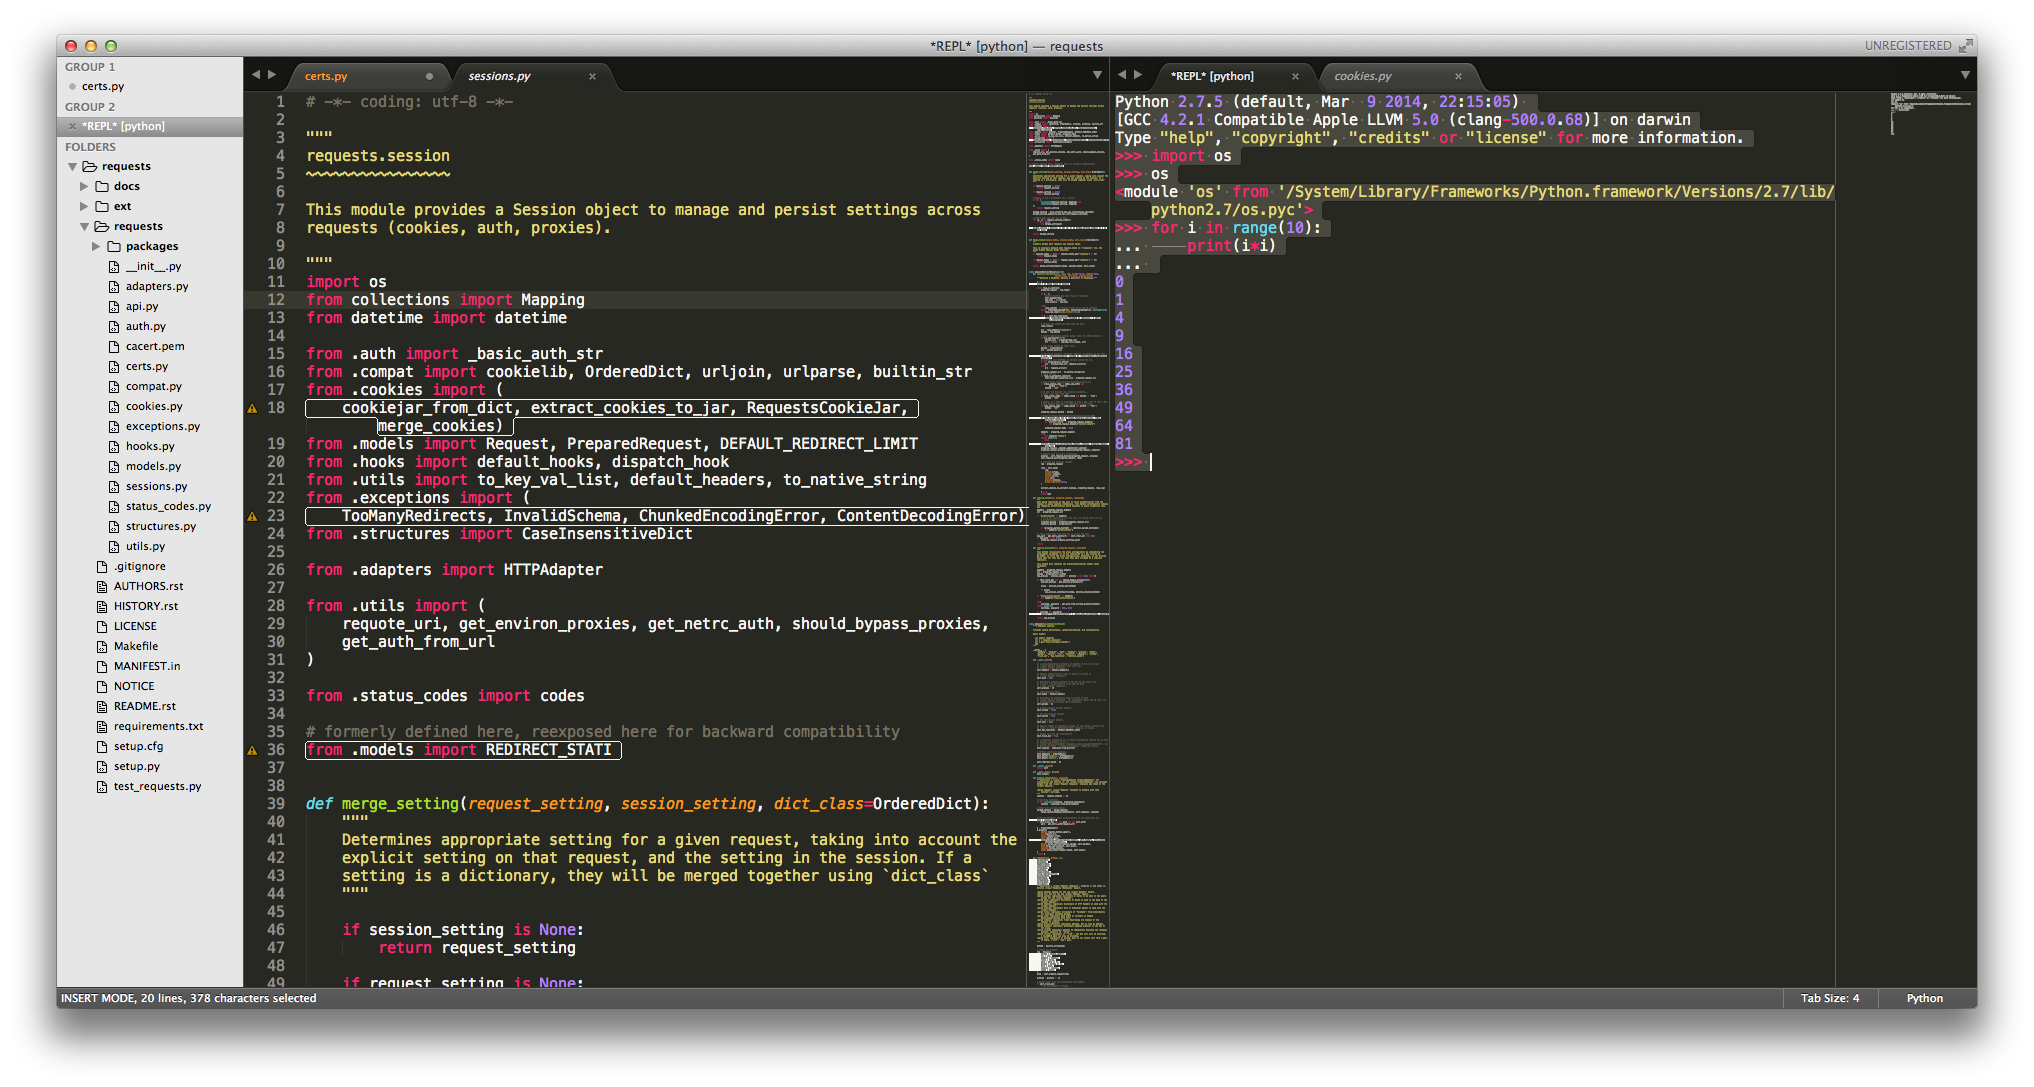 *REPL* [python] — requests
UNREGISTERED
GROUP 1
certs.py
GROUP 2
*REPL* [python]
FOLDERS
requests
docs
ext
requests
packages
__init__.py
adapters.py
api.py
auth.py
cacert.pem
certs.py
compat.py
cookies.py
exceptions.py
hooks.py
models.py
sessions.py
status_codes.py
structures.py
utils.py
.gitignore
AUTHORS.rst
HISTORY.rst
LICENSE
Makefile
MANIFEST.in
NOTICE
README.rst
requirements.txt
setup.cfg
setup.py
test_requests.py
certs.py
sessions.py
1 # -*- coding: utf-8 -*-
2
3 """
4 requests.session
5 ~~~~~~~~~~~~~~~~
6
7 This module provides a Session object to manage and persist settings across
8 requests (cookies, auth, proxies).
9
10 """
11 import os
12 from collections import Mapping
13 from datetime import datetime
14
15 from .auth import _basic_auth_str
16 from .compat import cookielib, OrderedDict, urljoin, urlparse, builtin_str
17 from .cookies import (
18 cookiejar_from_dict, extract_cookies_to_jar, RequestsCookieJar,
merge_cookies)
19 from .models import Request, PreparedRequest, DEFAULT_REDIRECT_LIMIT
20 from .hooks import default_hooks, dispatch_hook
21 from .utils import to_key_val_list, default_headers, to_native_string
22 from .exceptions import (
23 TooManyRedirects, InvalidSchema, ChunkedEncodingError, ContentDecodingError)
24 from .structures import CaseInsensitiveDict
25
26 from .adapters import HTTPAdapter
27
28 from .utils import (
29 requote_uri, get_environ_proxies, get_netrc_auth, should_bypass_proxies,
30 get_auth_from_url
31 )
32
33 from .status_codes import codes
34
35 # formerly defined here, reexposed here for backward compatibility
36 from .models import REDIRECT_STATI
37
38
39 def merge_setting(request_setting, session_setting, dict_class=OrderedDict):
40 """
41 Determines appropriate setting for a given request, taking into account the
42 explicit setting on that request, and the setting in the session. If a
43 setting is a dictionary, they will be merged together using `dict_class`
44 """
45
46 if session_setting is None:
47 return request_setting
48
49 if request_setting is None:
*REPL* [python]
cookies.py
Python 2.7.5 (default, Mar  9 2014, 22:15:05)
[GCC 4.2.1 Compatible Apple LLVM 5.0 (clang-500.0.68)] on darwin
Type "help", "copyright", "credits" or "license" for more information.
>>> import os
>>> os
<module 'os' from '/System/Library/Frameworks/Python.framework/Versions/2.7/lib/
python2.7/os.pyc'>
>>> for i in range(10):
... print(i*i)
...
0
1
4
9
16
25
36
49
64
81
>>>
INSERT MODE, 20 lines, 378 characters selected
Tab Size: 4
Python